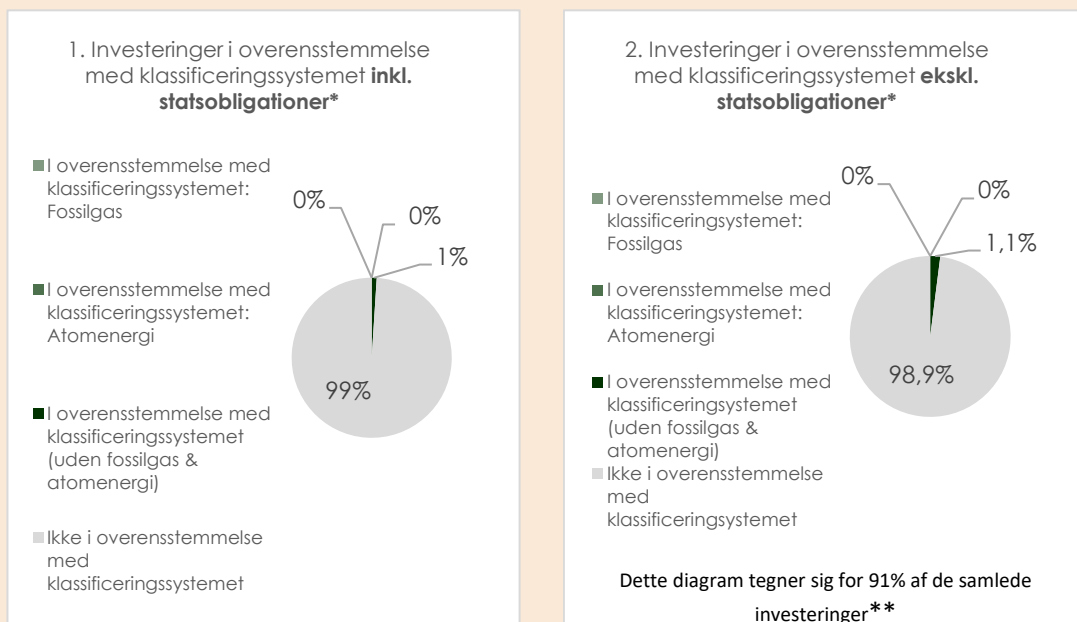 1. Investeringer i overensstemmelse
med klassificeringssystemet inkl.
statsobligationer*
I overensstemmelse med
klassificeringssystemet:
Fossilgas
I overensstemmelse med
klassificeringsystemet:
Atomenergi
I overensstemmelse med
klassificeringssystemet
(uden fossilgas &
atomenergi)
Ikke i overensstemmelse
med
klassificeringssystemet
0%
0%
1%
99%
2. Investeringer i overensstemmelse
med klassificeringssystemet ekskl.
statsobligationer*
I overensstemmelse med
klassificeringsystemet:
Fossilgas
I overensstemmelse med
klassificeringssystemet:
Atomenergi
I overensstemmelse med
klassificeringssystemet
(uden fossilgas &
atomenergi)
Ikke i overensstemmelse
med
klassificeringsystemet
0%
0%
1,1%
98,9%
Dette diagram tegner sig for 91% af de samlede
investeringer**